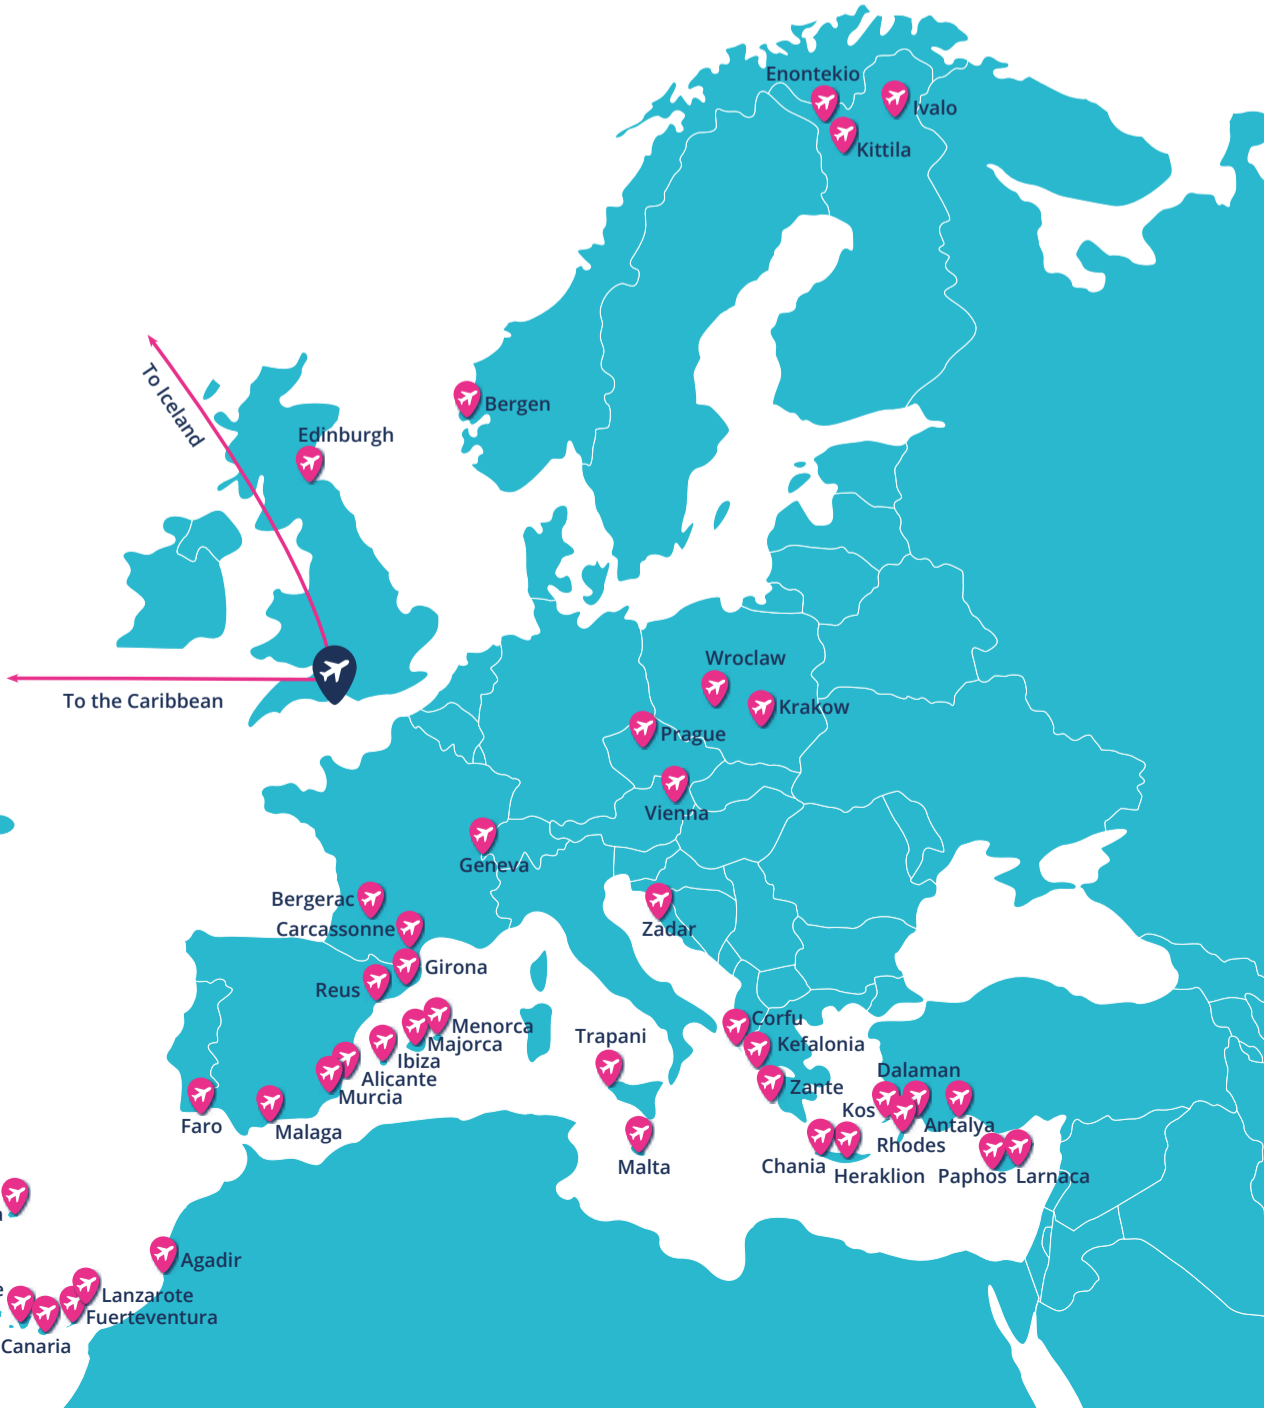 Enontekio
Ivalo
Kittila
To Iceland
Bergen
Edinburgh
To the Caribbean
Wroclaw
Krakow
Prague
Vienna
Geneva
Bergerac
Carcassonne
Zadar
Girona
Reus
Menorca
Majorca
Ibiza
Alicante
Murcia
Corfu
Trapani
Kefalonia
Dalaman
Zante
Kos
Faro
Malaga
Antalya
Rhodes
Malta
Chania
Heraklion
Paphos
Larnaca
Agadir
Lanzarote
Fuerteventura
Canaria